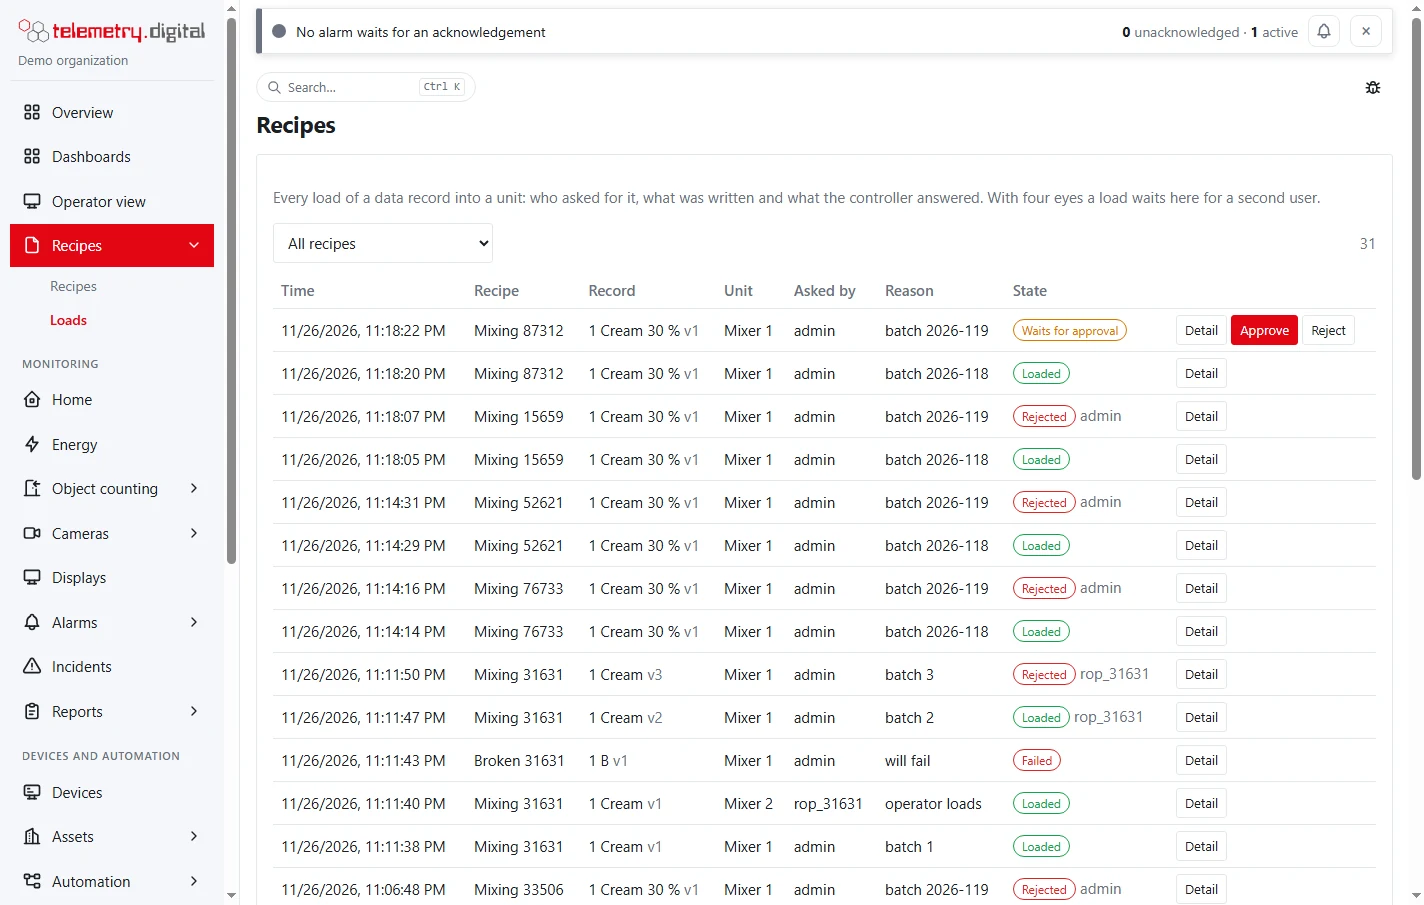 telemetry.digital
Demo organization
Overview
Dashboards
Operator view
Recipes
Recipes
Loads
MONITORING
Home
Energy
Object counting
Cameras
Displays
Alarms
Incidents
Reports
DEVICES AND AUTOMATION
Devices
Assets
Automation
No alarm waits for an acknowledgement
0 unacknowledged · 1 active
Search... Ctrl K
Recipes
Every load of a data record into a unit: who asked for it, what was written and what the controller answered. With four eyes a load waits here for a second user.
All recipes 31
Time Recipe Record Unit Asked by Reason State
11/26/2026, 11:18:22 PM Mixing 87312 1 Cream 30 % v1 Mixer 1 admin batch 2026-119 Waits for approval Detail Approve Reject
11/26/2026, 11:18:20 PM Mixing 87312 1 Cream 30 % v1 Mixer 1 admin batch 2026-118 Loaded Detail
11/26/2026, 11:18:07 PM Mixing 15659 1 Cream 30 % v1 Mixer 1 admin batch 2026-119 Rejected admin Detail
11/26/2026, 11:18:05 PM Mixing 15659 1 Cream 30 % v1 Mixer 1 admin batch 2026-118 Loaded Detail
11/26/2026, 11:14:31 PM Mixing 52621 1 Cream 30 % v1 Mixer 1 admin batch 2026-119 Rejected admin Detail
11/26/2026, 11:14:29 PM Mixing 52621 1 Cream 30 % v1 Mixer 1 admin batch 2026-118 Loaded Detail
11/26/2026, 11:14:16 PM Mixing 76733 1 Cream 30 % v1 Mixer 1 admin batch 2026-119 Rejected admin Detail
11/26/2026, 11:14:14 PM Mixing 76733 1 Cream 30 % v1 Mixer 1 admin batch 2026-118 Loaded Detail
11/26/2026, 11:11:50 PM Mixing 31631 1 Cream v3 Mixer 1 admin batch 3 Rejected rop_31631 Detail
11/26/2026, 11:11:47 PM Mixing 31631 1 Cream v2 Mixer 1 admin batch 2 Loaded rop_31631 Detail
11/26/2026, 11:11:43 PM Broken 31631 1 B v1 Mixer 1 admin will fail Failed Detail
11/26/2026, 11:11:40 PM Mixing 31631 1 Cream v1 Mixer 2 rop_31631 operator loads Loaded Detail
11/26/2026, 11:11:38 PM Mixing 31631 1 Cream v1 Mixer 1 admin batch 1 Loaded Detail
11/26/2026, 11:06:48 PM Mixing 33506 1 Cream 30 % v1 Mixer 1 admin batch 2026-119 Rejected admin Detail